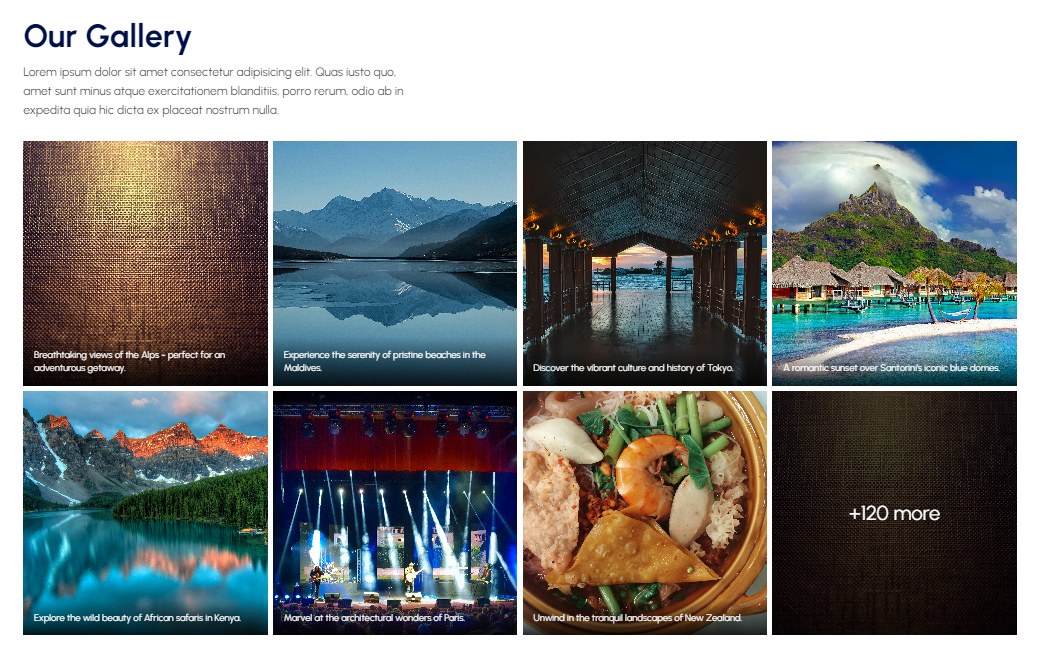 Our Gallery
Lorem ipsum dolor sit amet consectetur adipisicing elit. Quas iusto quo,
amet sunt minus atque exercitationem blanditiis, porro rerum, odio ab in
expedita quia hic dicta ex placeat nostrum nulla.
Breathtaking views of the Alps - perfect for an
adventurous getaway.
Experience the serenity of pristine beaches in the
Maldives.
Discover the vibrant culture and history of Tokyo.
A romantic sunset over Santorini's iconic blue domes.
Explore the wild beauty of African safaris in Kenya.
Marvel at the architectural wonders of Paris.
Unwind in the tranquil landscapes of New Zealand.
+120 more